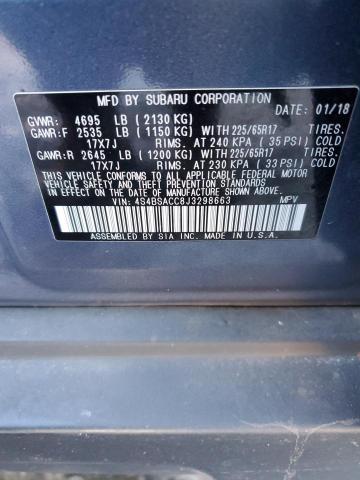 MFD BY SUBARU CORPORATION DATE: 01/18
GVWR: 4695 LB (2130 KG)
GAWR:F 2535 LB (1150 KG) WITH 225/65R17 TIRES.
17X7J RIMS. AT 240 KPA ( 35 PSI) COLD
GAWR:R 2645 LB (1200 KG) WITH 225/65R17 TIRES.
17X7J RIMS. AT 230 KPA ( 33 PSI) COLD
THIS VEHICLE CONFORMS TO ALL APPLICABLE FEDERAL MOTOR
VEHICLE SAFETY STANDARDS IN EFFECT ON THE DATE OF
MANUFACTURE SHOWN ABOVE.
VIN: 4S4BSACC8J3298663 MPV
ASSEMBLED BY SIA INC. MADE IN U.S.A.